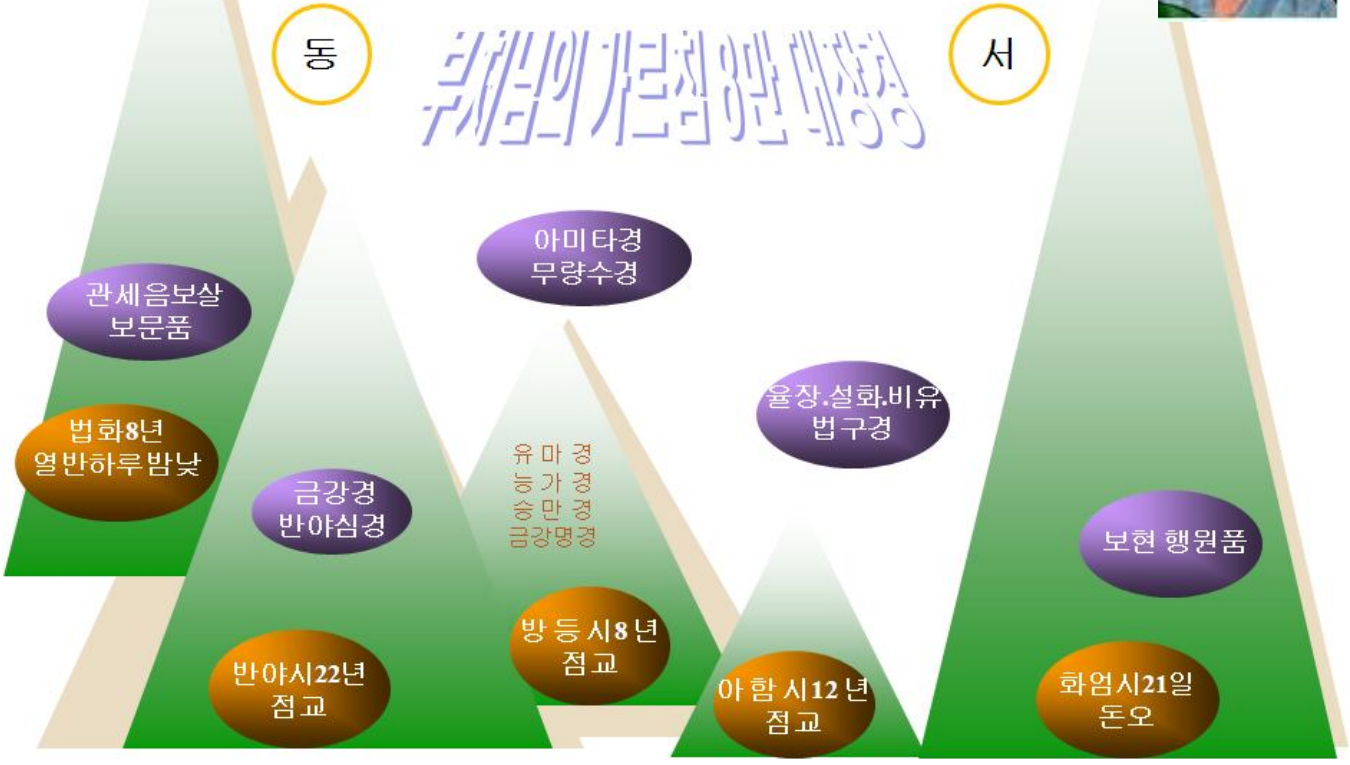 동
부처님의 가르침 8만 대장경
서
아미타경
무량수경
관세음보살
보문품
율장.설화.비유
법구경
법화8년
열반하루밤낮
유 마 경
능 가 경
승 만 경
금강명경
금강경
반야심경
보현 행원품
방 등 시8 년
점교
반야시22년
점교
아 함 시12 년
점교
화엄시21일
돈오